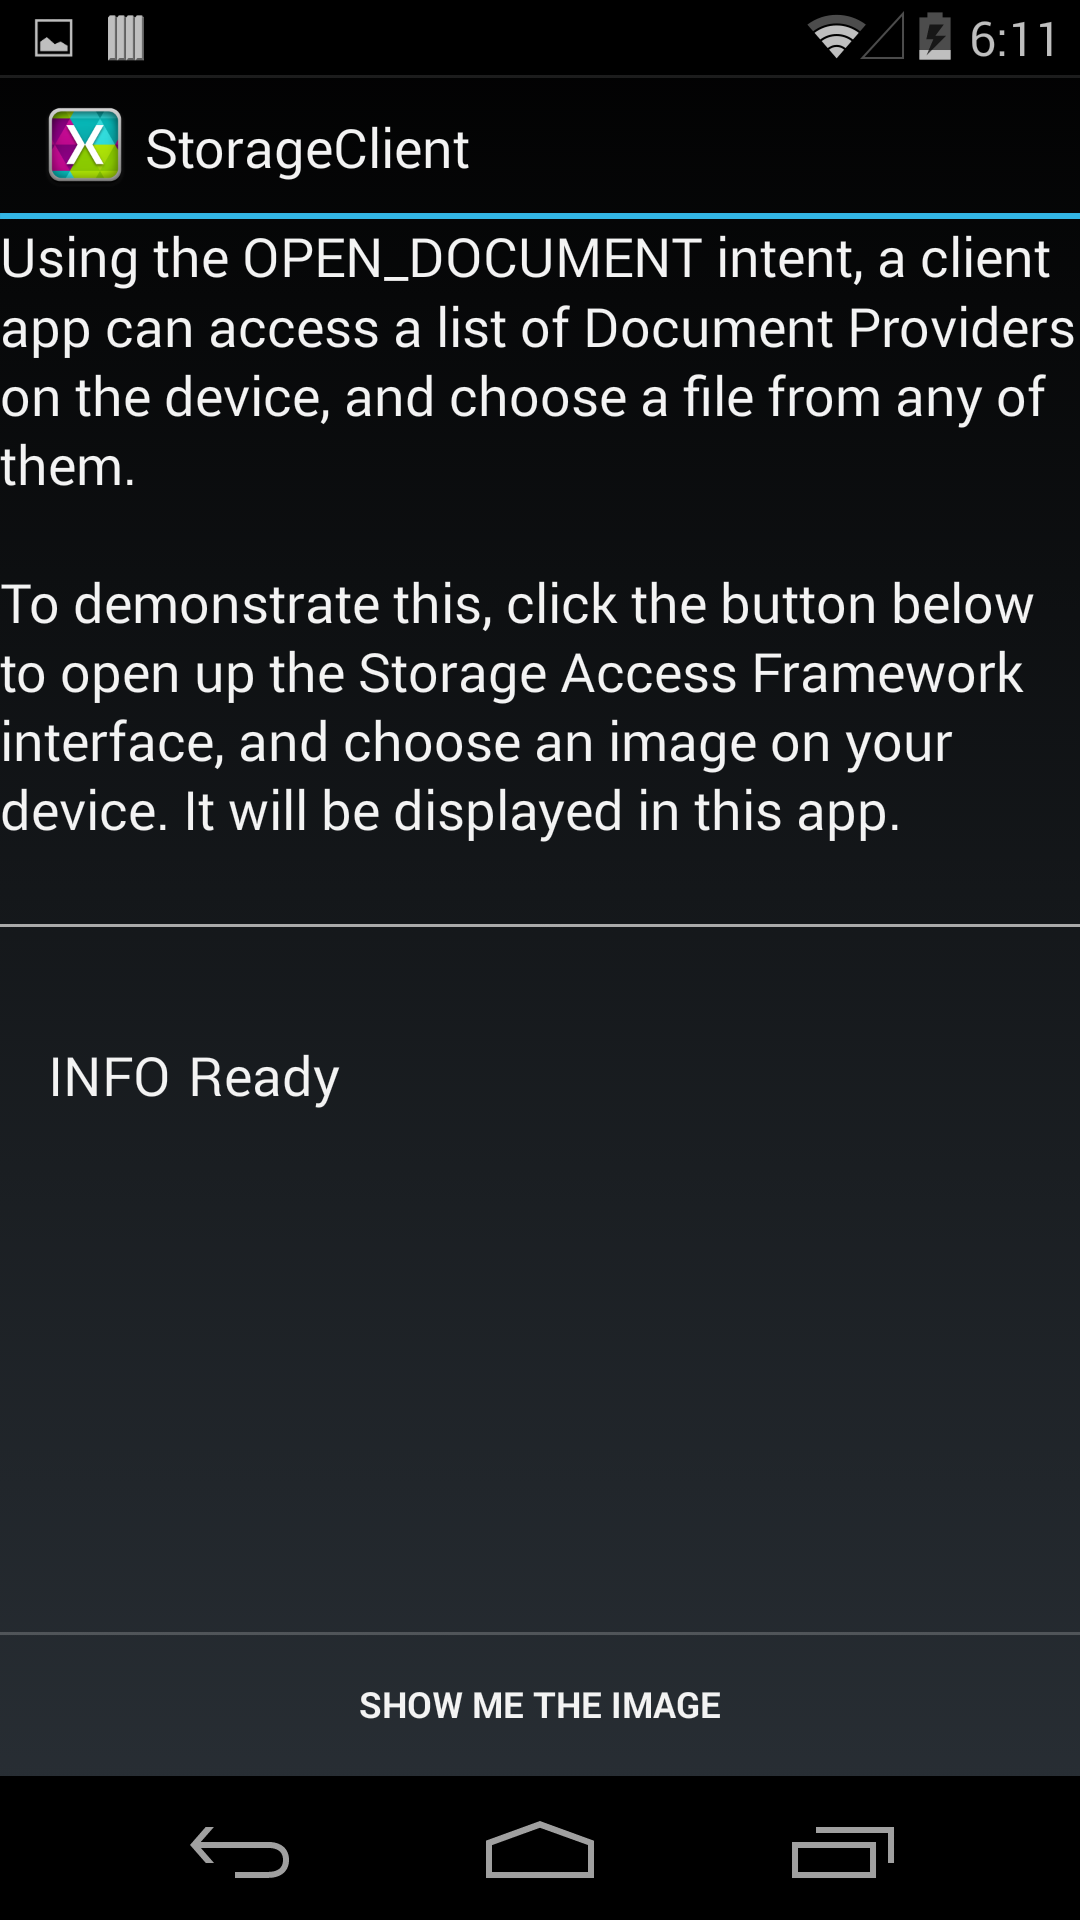 6:11
X StorageClient
Using the OPEN_DOCUMENT intent, a client
app can access a list of Document Providers
on the device, and choose a file from any of
them.
To demonstrate this, click the button below
to open up the Storage Access Framework
interface, and choose an image on your
device. It will be displayed in this app.
INFO Ready
SHOW ME THE IMAGE